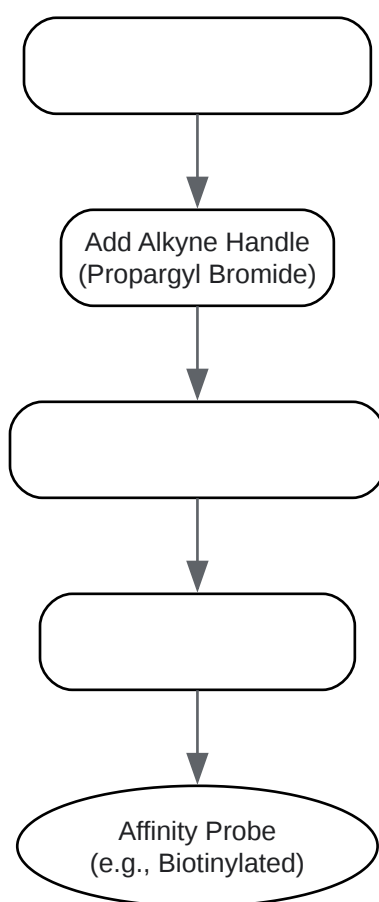 Add Alkyne Handle
(Propargyl Bromide)
Affinity Probe
(e.g., Biotinylated)